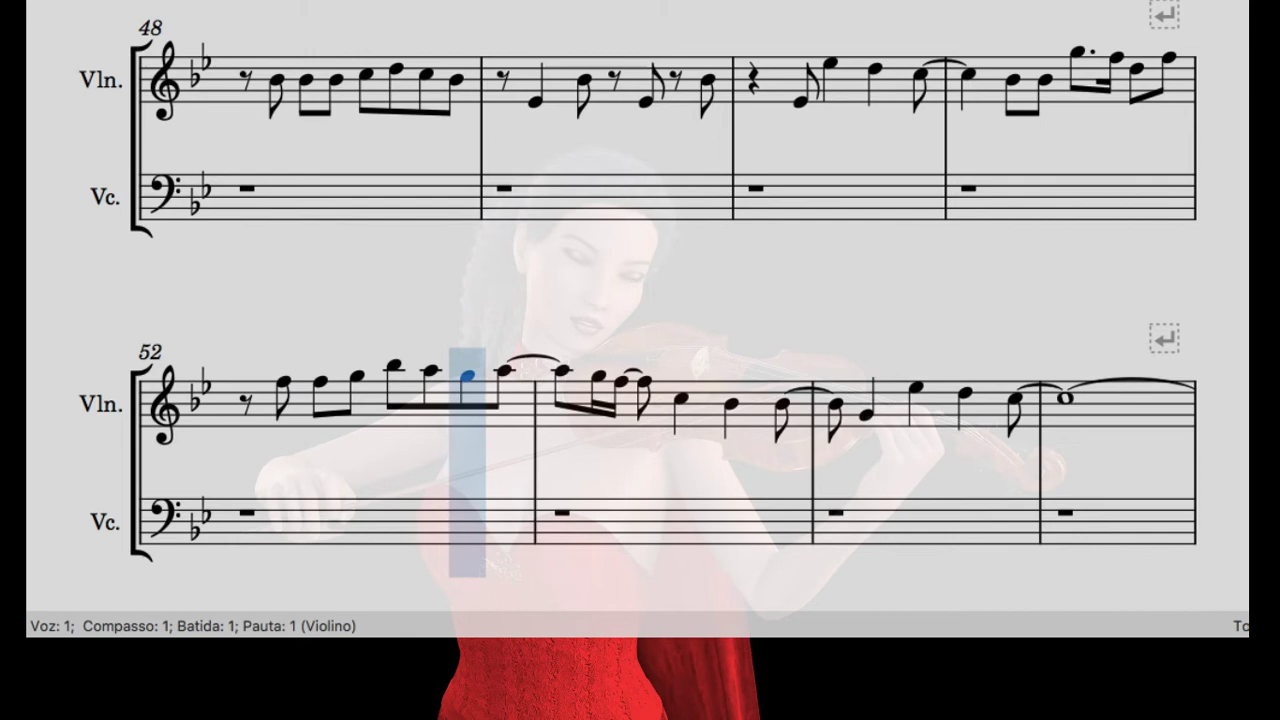 48
Vln.
Vc.
52
Vln.
Vc.
Voz: 1; Compasso: 1; Batida: 1; Pauta: 1 (Violino)